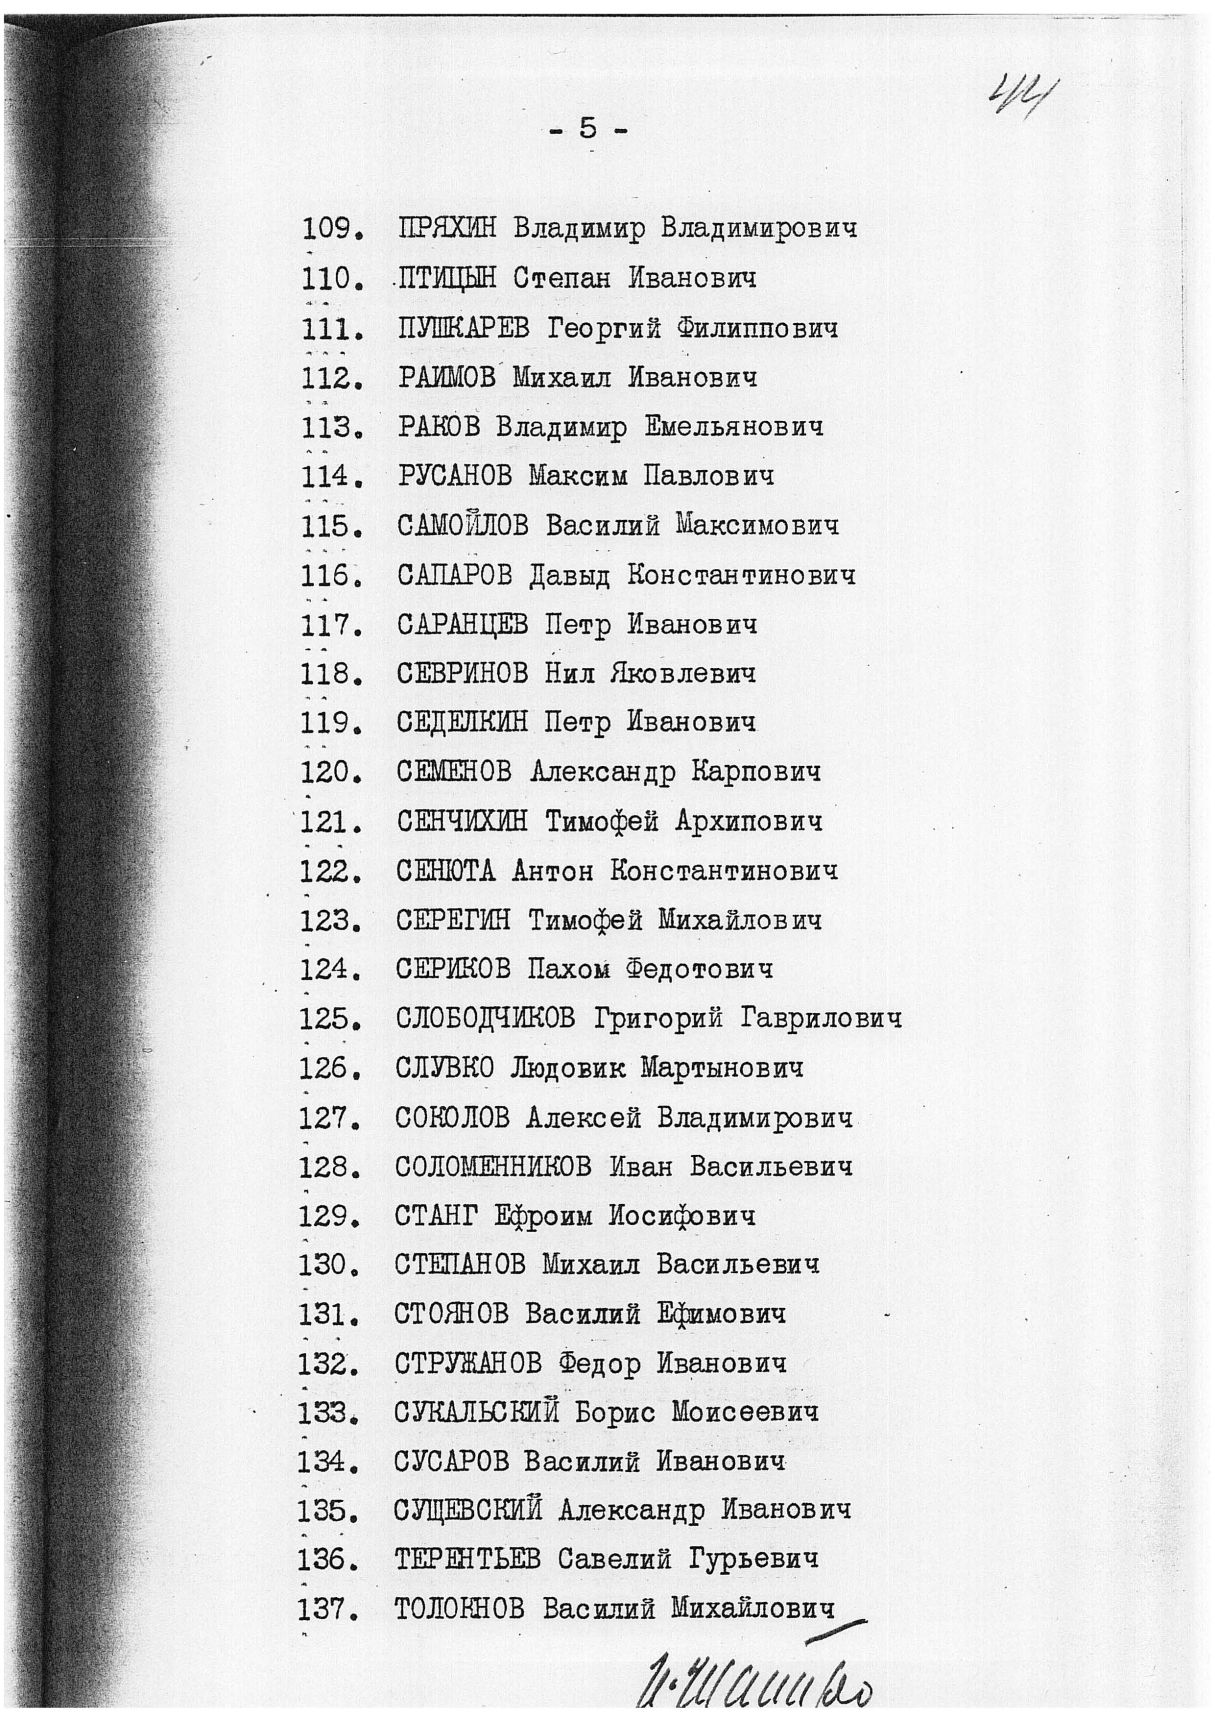 44
- 5 -
109. ПРЯХИН Владимир Владимирович
110. ПТИЦЫН Степан Иванович
111. ПУШКАРЕВ Георгий Филиппович
112. РАИМОВ Михаил Иванович
113. РАКОВ Владимир Емельянович
114. РУСАНОВ Максим Павлович
115. САМОЙЛОВ Василий Максимович
116. САПАРОВ Давыд Константинович
117. САРАНЦЕВ Петр Иванович
118. СЕВРИНОВ Нил Яковлевич
119. СЕДЕЛКИН Петр Иванович
120. СЕМЕНОВ Александр Карпович
121. СЕНЧИХИН Тимофей Архипович
122. СЕНЮТА Антон Константинович
123. СЕРЕГИН Тимофей Михайлович
124. СЕРИКОВ Пахом Федотович
125. СЛОБОДЧИКОВ Григорий Гаврилович
126. СЛУВКО Людовик Мартынович
127. СОКОЛОВ Алексей Владимирович
128. СОЛОМЕННИКОВ Иван Васильевич
129. СТАНГ Ефроим Иосифович
130. СТЕПАНОВ Михаил Васильевич
131. СТОЯНОВ Василий Ефимович
132. СТРУЖАНОВ Федор Иванович
133. СУКАЛЬСКИЙ Борис Моисеевич
134. СУСАРОВ Василий Иванович
135. СУЩЕВСКИЙ Александр Иванович
136. ТЕРЕНТЬЕВ Савелий Гурьевич
137. ТОЛОКНОВ Василий Михайлович
И.Шапиро